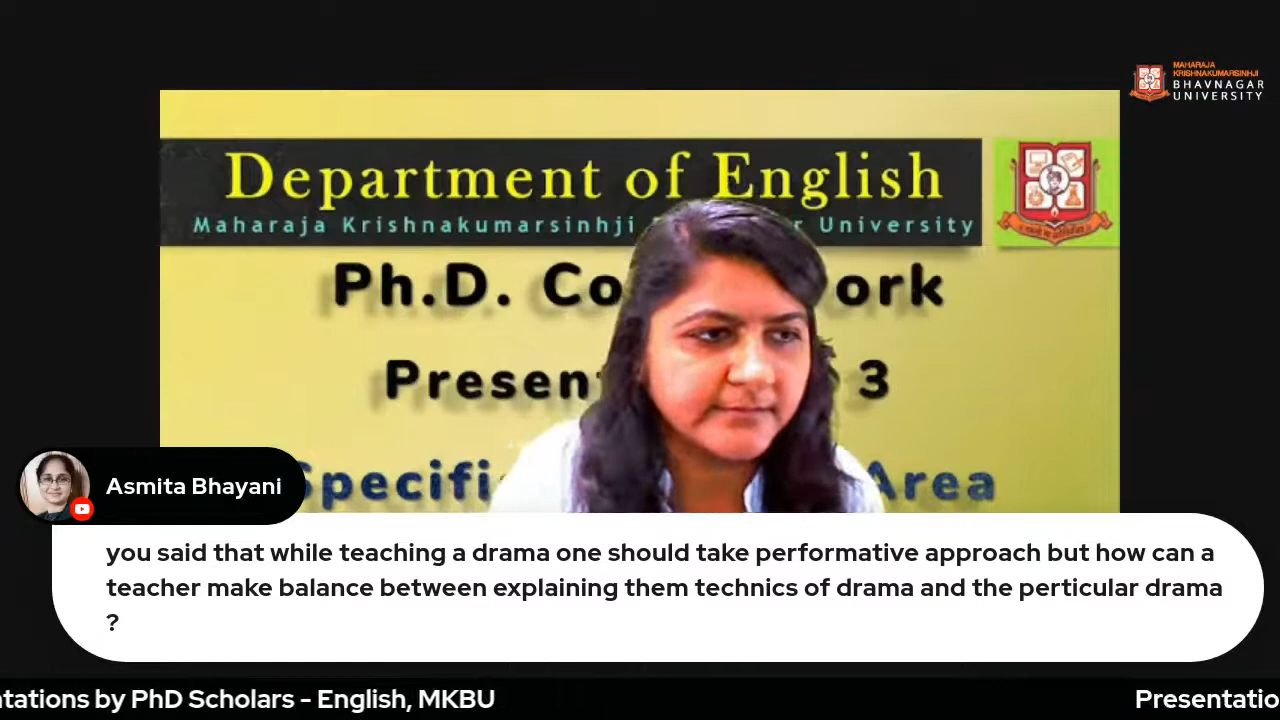 MAHARAJA
KRISHNAKUMARSINHJI
BHAVNAGAR
UNIVERSITY
Department of English
Maharaja Krishnakumarsinhji University
Ph.D. Co ork
Presen 3
Specifi Area
Asmita Bhayani
you said that while teaching a drama one should take performative approach but how can a
teacher make balance between explaining them technics of drama and the perticular drama
?
ntations by PhD Scholars - English, MKBU Presentatio